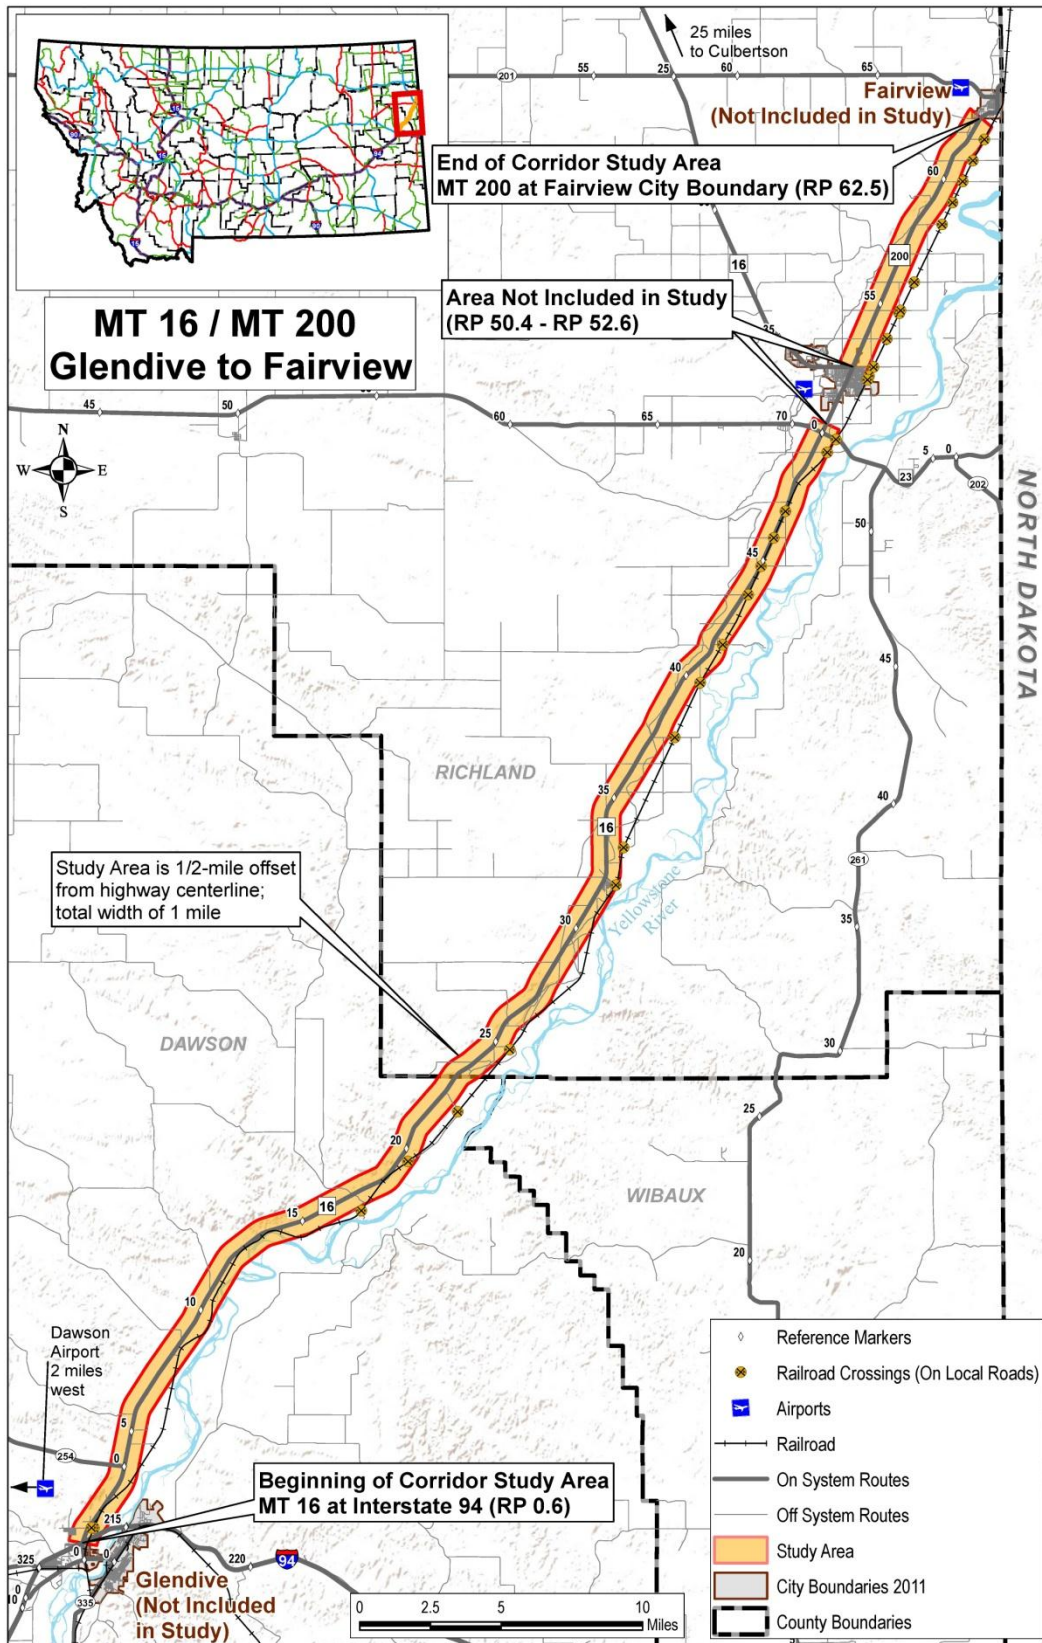 25 miles
to Culbertson
201
55
25
60
65
Fairview
(Not Included in Study)
End of Corridor Study Area
MT 200 at Fairview City Boundary (RP 62.5)
60
16
200
Area Not Included in Study
(RP 50.4 - RP 52.6)
55
35
MT 16 / MT 200
Glendive to Fairview
45
50
60
65
70
0
N
W
E
S
5
0
23
202
NORTH DAKOTA
50
45
45
40
RICHLAND
35
40
16
261
Study Area is 1/2-mile offset
from highway centerline;
total width of 1 mile
Yellowstone
River
30
35
25
DAWSON
30
25
20
WIBAUX
16
15
20
10
Dawson
Airport
2 miles
west
5
254
0
Beginning of Corridor Study Area
MT 16 at Interstate 94 (RP 0.6)
215
325
0
0
220
94
10
335
Glendive
(Not Included
in Study)
0
2.5
5
10
Miles
Reference Markers
Railroad Crossings (On Local Roads)
Airports
Railroad
On System Routes
Off System Routes
Study Area
City Boundaries 2011
County Boundaries